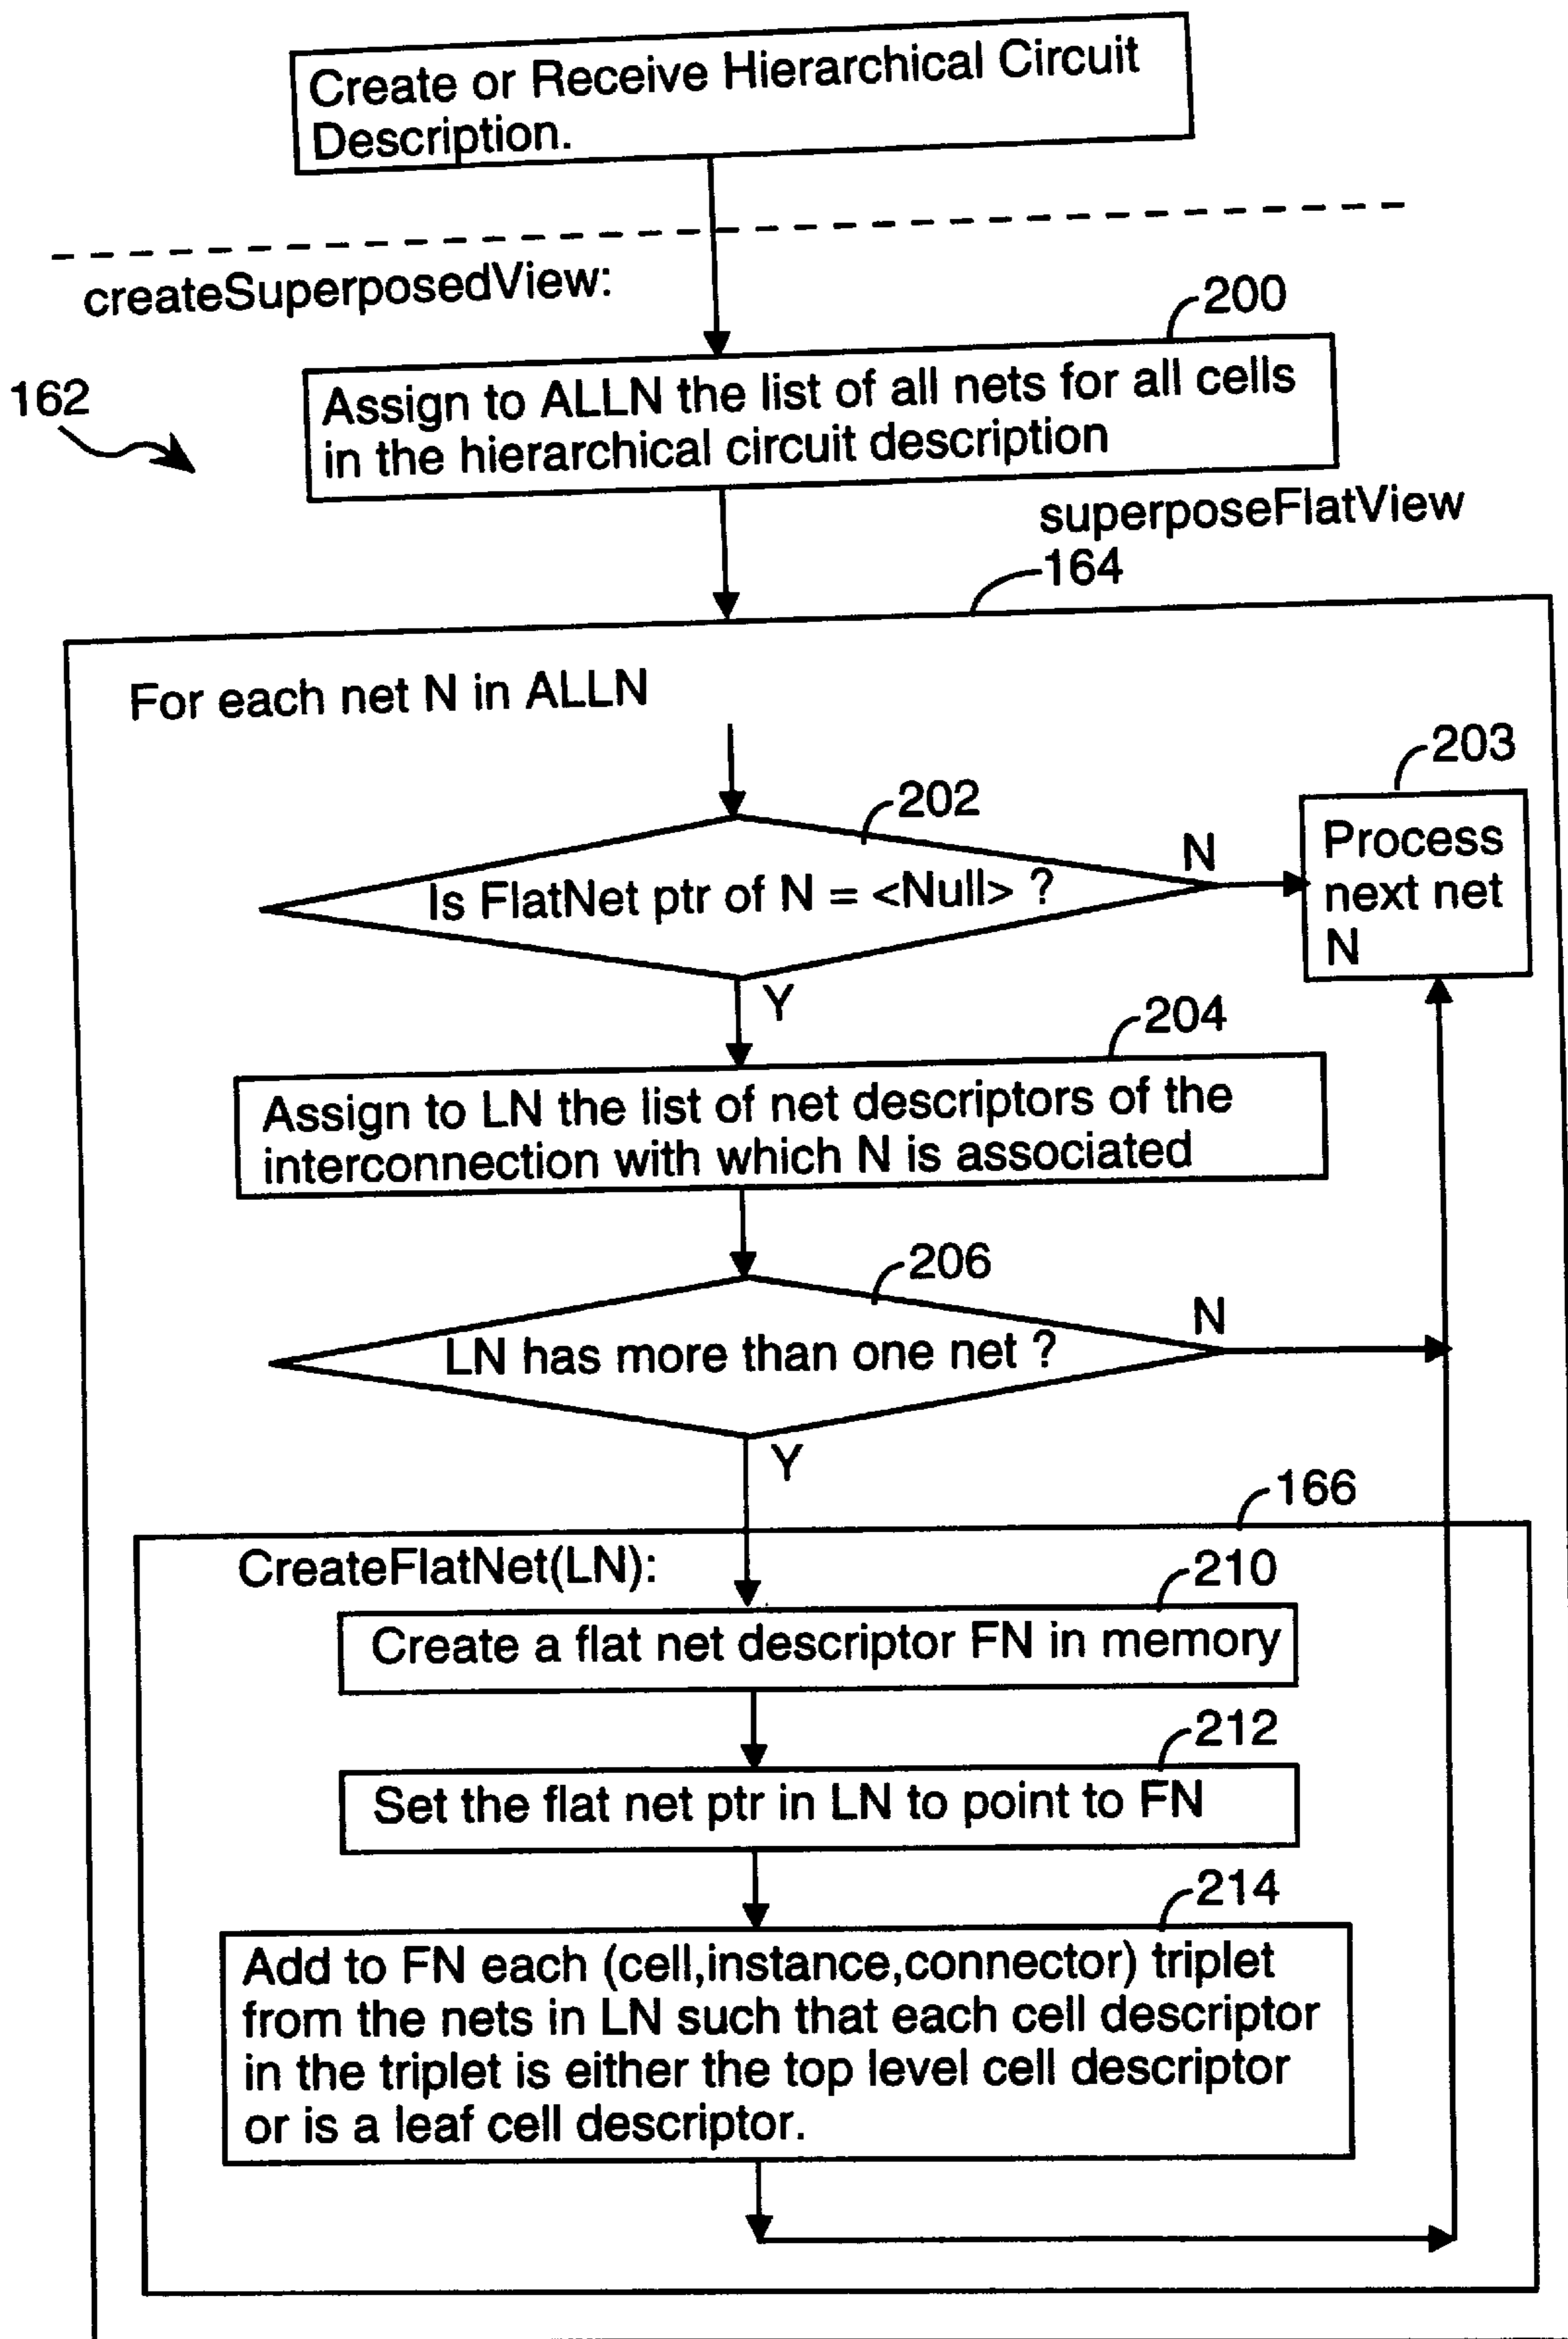 Create or Receive Hierarchical Circuit
Description.
createSuperposedView:
200
162
Assign to ALLN the list of all nets for all cells
in the hierarchical circuit description
superposeFlatView
164
For each net N in ALLN
203
202
Process
next net
N
N
Is FlatNet ptr of N = <Null> ?
Y
204
Assign to LN the list of net descriptors of the
interconnection with which N is associated
206
N
LN has more than one net ?
Y
166
CreateFlatNet(LN):
210
Create a flat net descriptor FN in memory
212
Set the flat net ptr in LN to point to FN
214
Add to FN each (cell,instance,connector) triplet
from the nets in LN such that each cell descriptor
in the triplet is either the top level cell descriptor
or is a leaf cell descriptor.